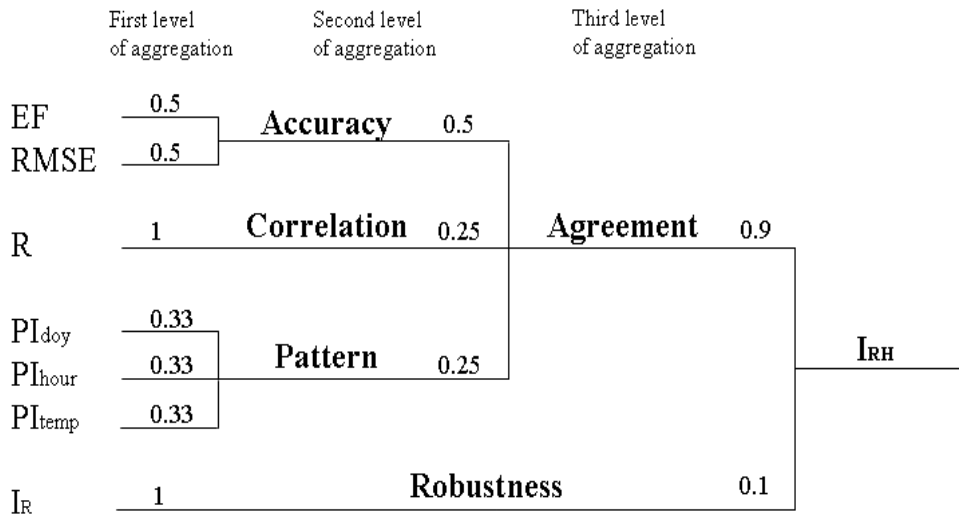 First level
of aggregation
Second level
of aggregation
Third level
of aggregation
EF 0.5
Accuracy 0.5
RMSE 0.5
R 1 Correlation 0.25 Agreement 0.9
PIdoy 0.33
PIhour 0.33 Pattern 0.25
IRH
PItemp 0.33
IR 1 Robustness 0.1